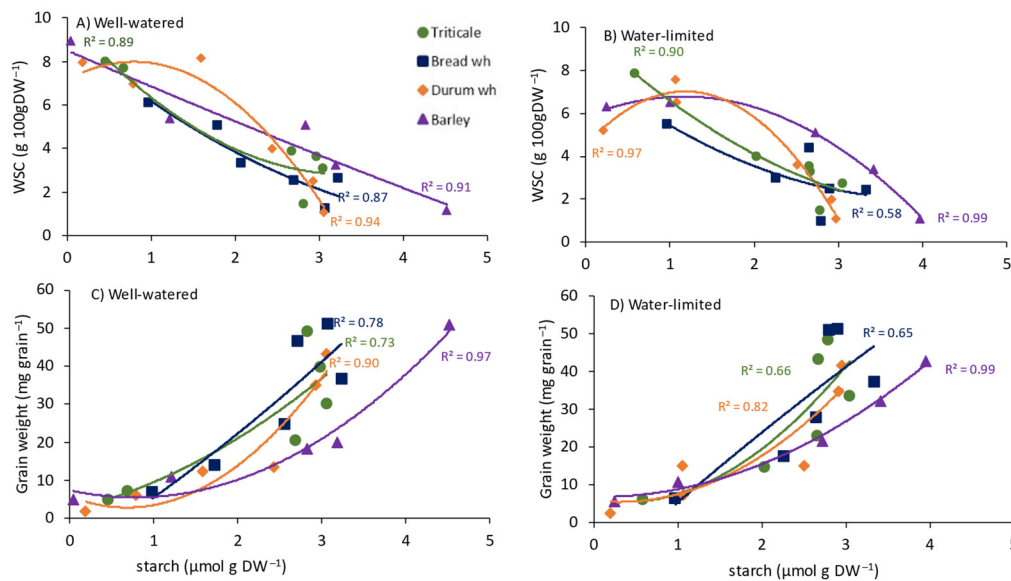 A) Well-watered
WSC (g 100gDW⁻¹)
10
8
6
4
2
0
0 1 2 3 4 5
R² = 0.89
R² = 0.91
R² = 0.87
R² = 0.94
Triticale
Bread wh
Durum wh
Barley
B) Water-limited
WSC (g 100gDW⁻¹)
10
8
6
4
2
0
0 1 2 3 4 5
R² = 0.90
R² = 0.97
R² = 0.58
R² = 0.99
C) Well-watered
Grain weight (mg grain⁻¹)
60
50
40
30
20
10
0
0 1 2 3 4 5
starch (μmol g DW⁻¹)
R² = 0.78
R² = 0.73
R² = 0.90
R² = 0.97
D) Water-limited
Grain weight (mg grain⁻¹)
60
50
40
30
20
10
0
0 1 2 3 4 5
starch (μmol g DW⁻¹)
R² = 0.65
R² = 0.66
R² = 0.99
R² = 0.82